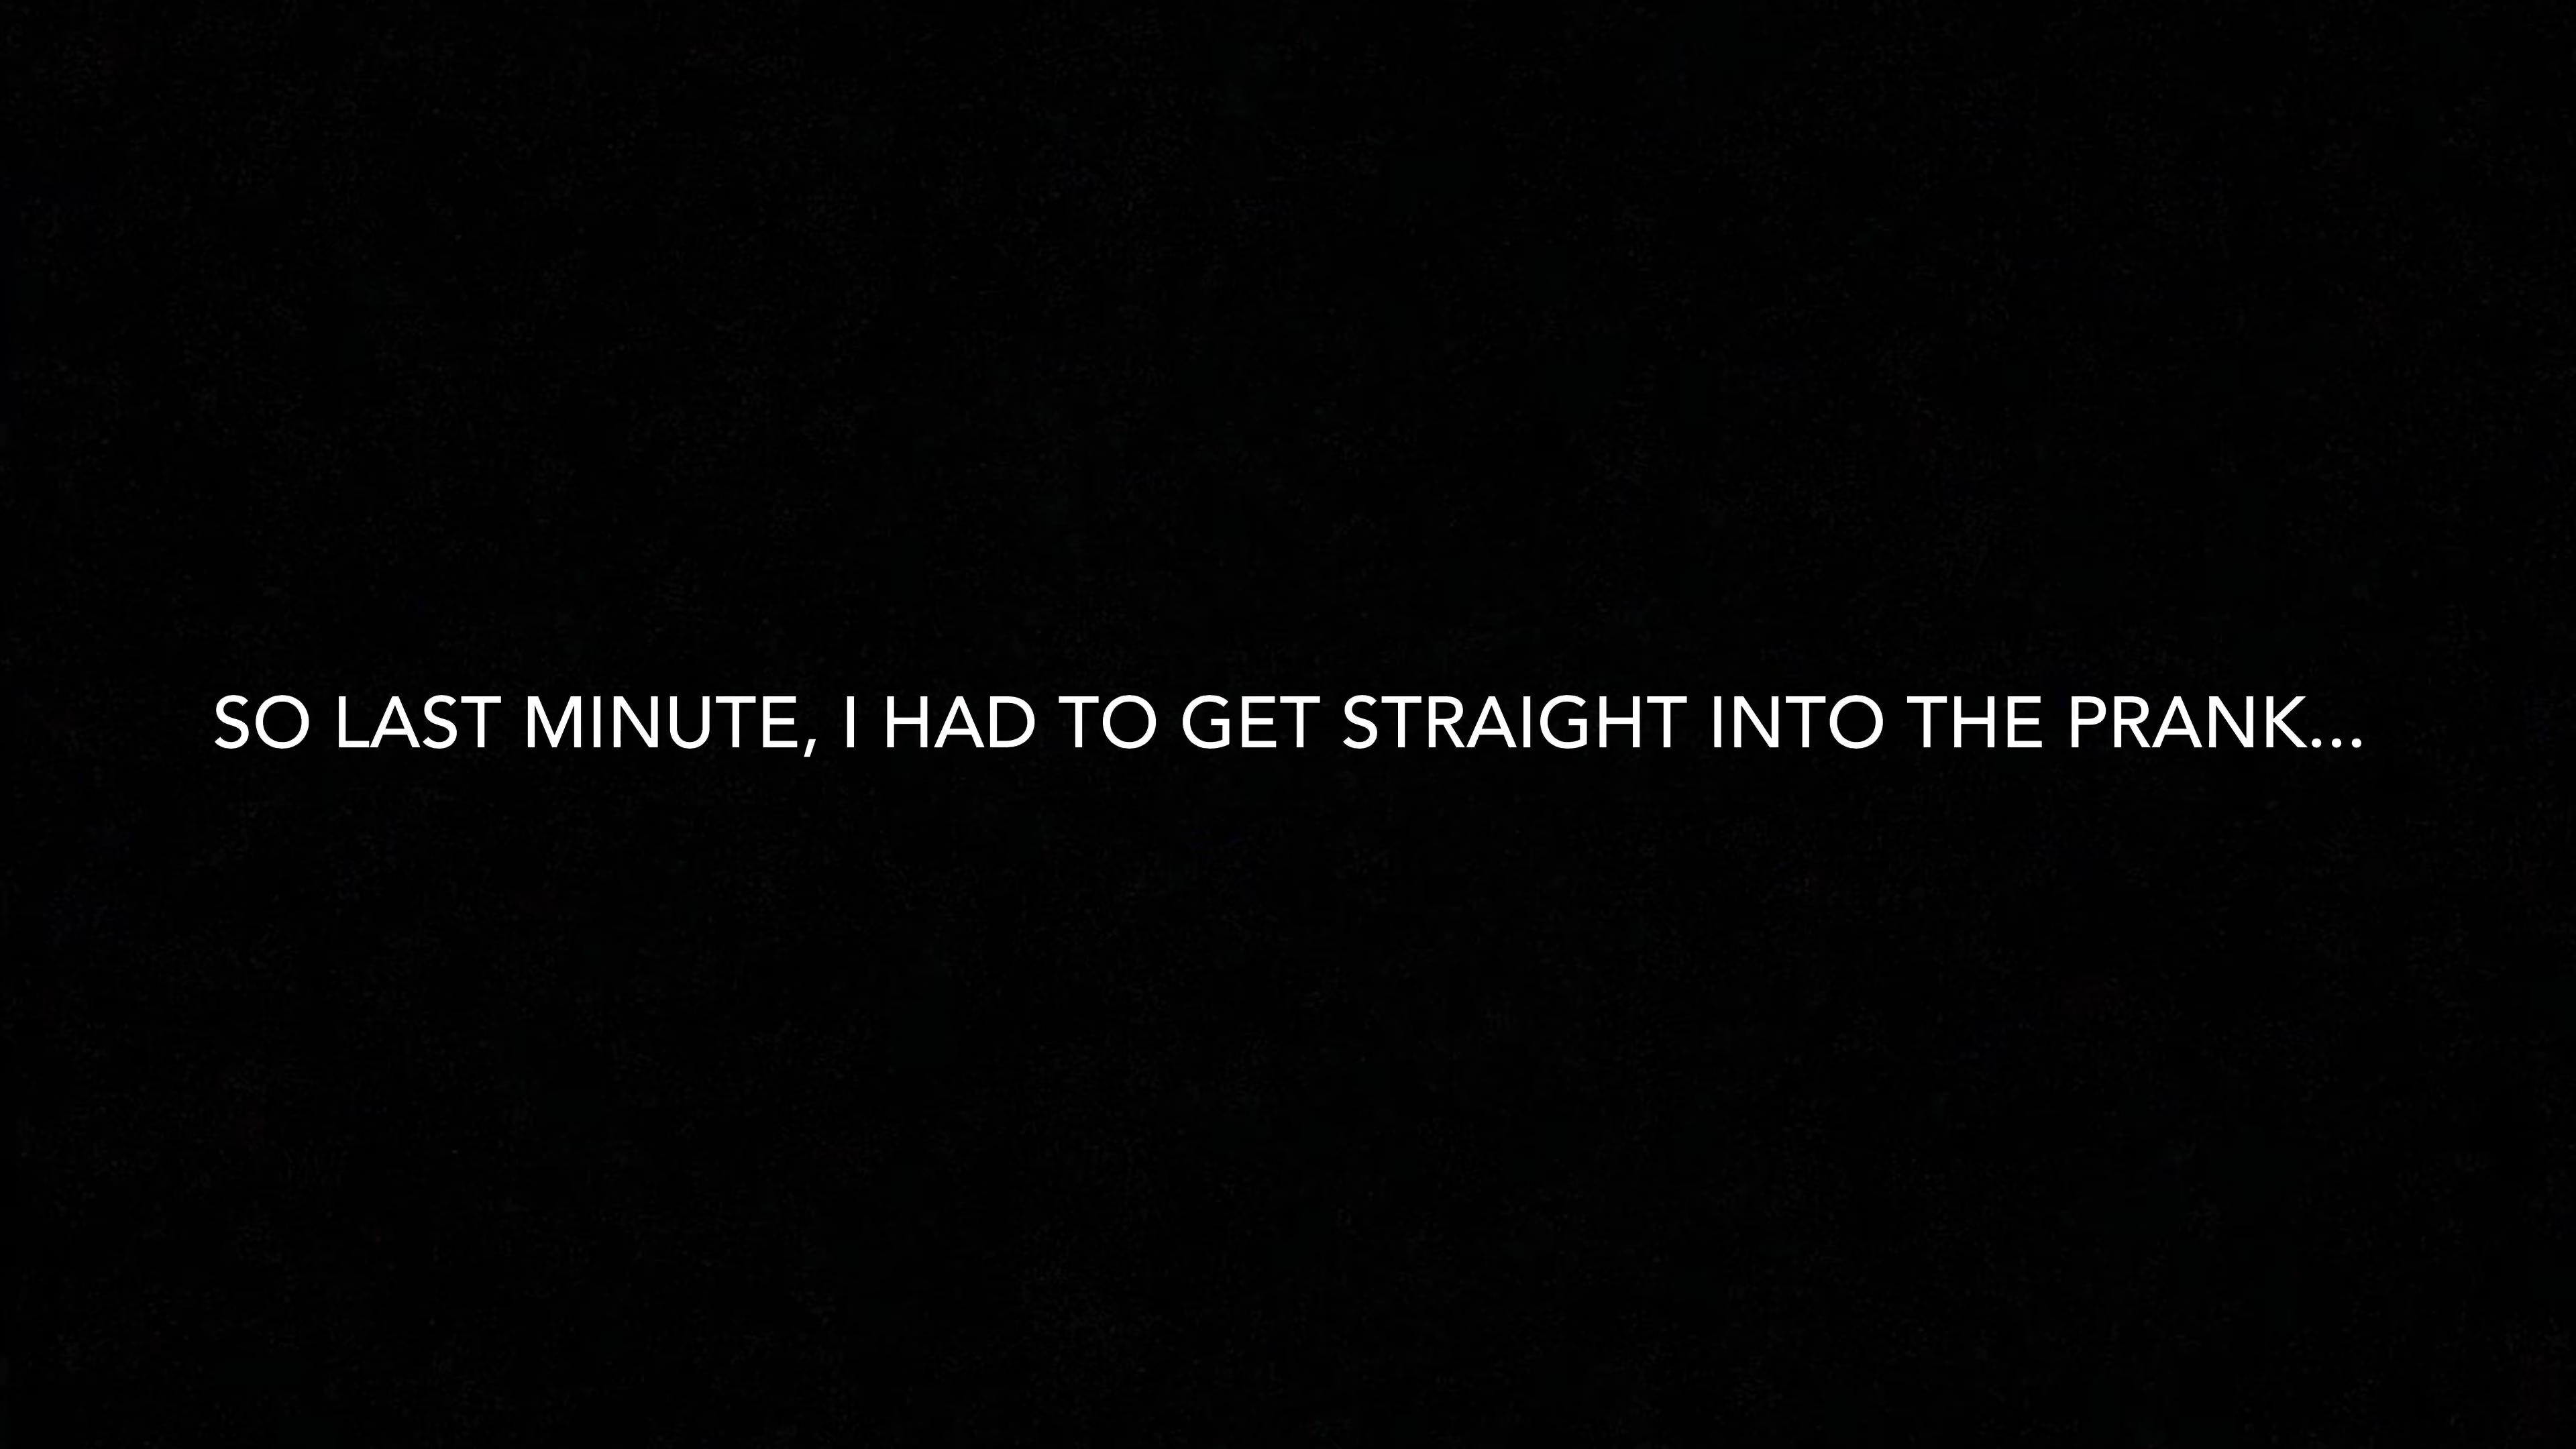 SO LAST MINUTE, I HAD TO GET STRAIGHT INTO THE PRANK...